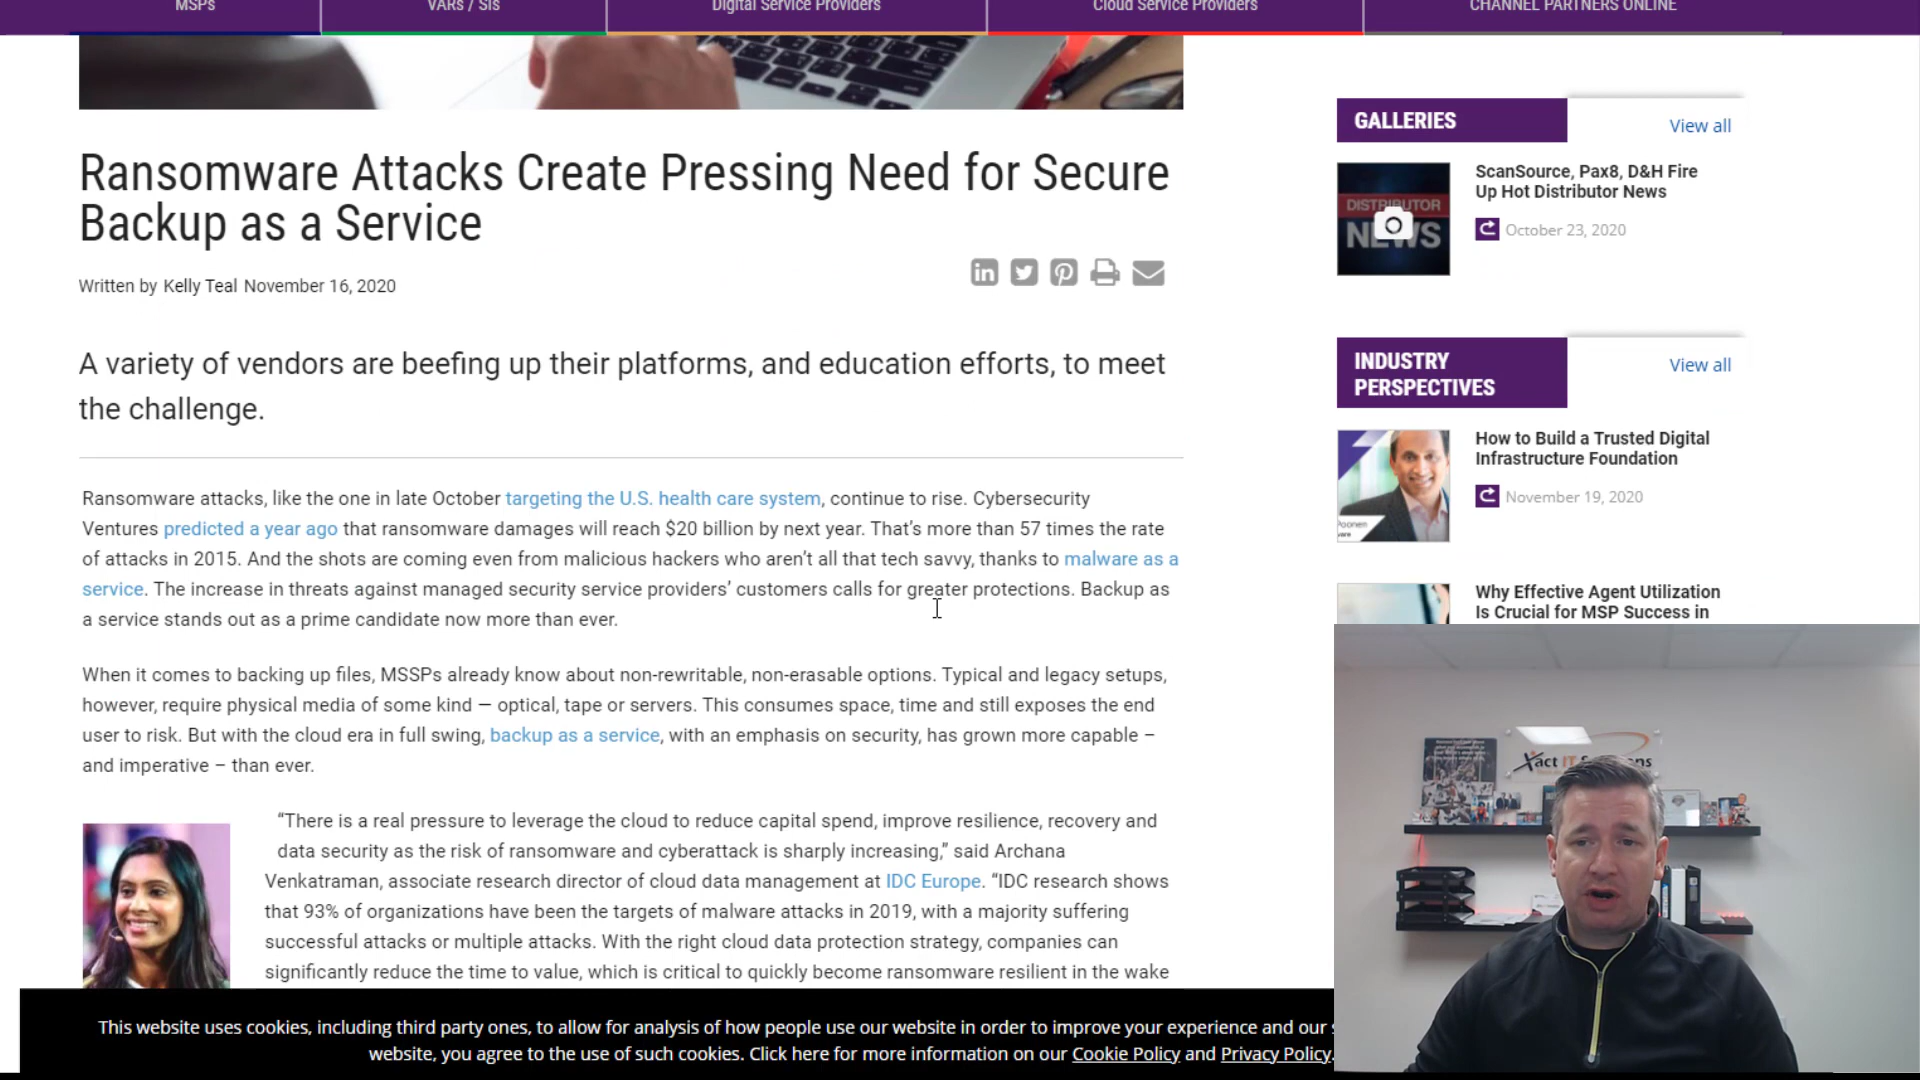 MSPs
VARs / SIs
Digital Service Providers
Cloud Service Providers
CHANNEL PARTNERS ONLINE
Ransomware Attacks Create Pressing Need for Secure
Backup as a Service
Written by Kelly Teal November 16, 2020
A variety of vendors are beefing up their platforms, and education efforts, to meet
the challenge.
Ransomware attacks, like the one in late October targeting the U.S. health care system, continue to rise. Cybersecurity
Ventures predicted a year ago that ransomware damages will reach $20 billion by next year. That’s more than 57 times the rate
of attacks in 2015. And the shots are coming even from malicious hackers who aren’t all that tech savvy, thanks to malware as a
service. The increase in threats against managed security service providers’ customers calls for greater protections. Backup as
a service stands out as a prime candidate now more than ever.
When it comes to backing up files, MSSPs already know about non-rewritable, non-erasable options. Typical and legacy setups,
however, require physical media of some kind — optical, tape or servers. This consumes space, time and still exposes the end
user to risk. But with the cloud era in full swing, backup as a service, with an emphasis on security, has grown more capable –
and imperative – than ever.
“There is a real pressure to leverage the cloud to reduce capital spend, improve resilience, recovery and
data security as the risk of ransomware and cyberattack is sharply increasing,” said Archana
Venkatraman, associate research director of cloud data management at IDC Europe. “IDC research shows
that 93% of organizations have been the targets of malware attacks in 2019, with a majority suffering
successful attacks or multiple attacks. With the right cloud data protection strategy, companies can
significantly reduce the time to value, which is critical to quickly become ransomware resilient in the wake
GALLERIES
View all
DISTRIBUTOR
NEWS
ScanSource, Pax8, D&H Fire
Up Hot Distributor News
October 23, 2020
INDUSTRY
PERSPECTIVES
View all
How to Build a Trusted Digital
Infrastructure Foundation
November 19, 2020
Why Effective Agent Utilization
Is Crucial for MSP Success in
Xact IT
This website uses cookies, including third party ones, to allow for analysis of how people use our website in order to improve your experience and our
website, you agree to the use of such cookies. Click here for more information on our Cookie Policy and Privacy Policy.